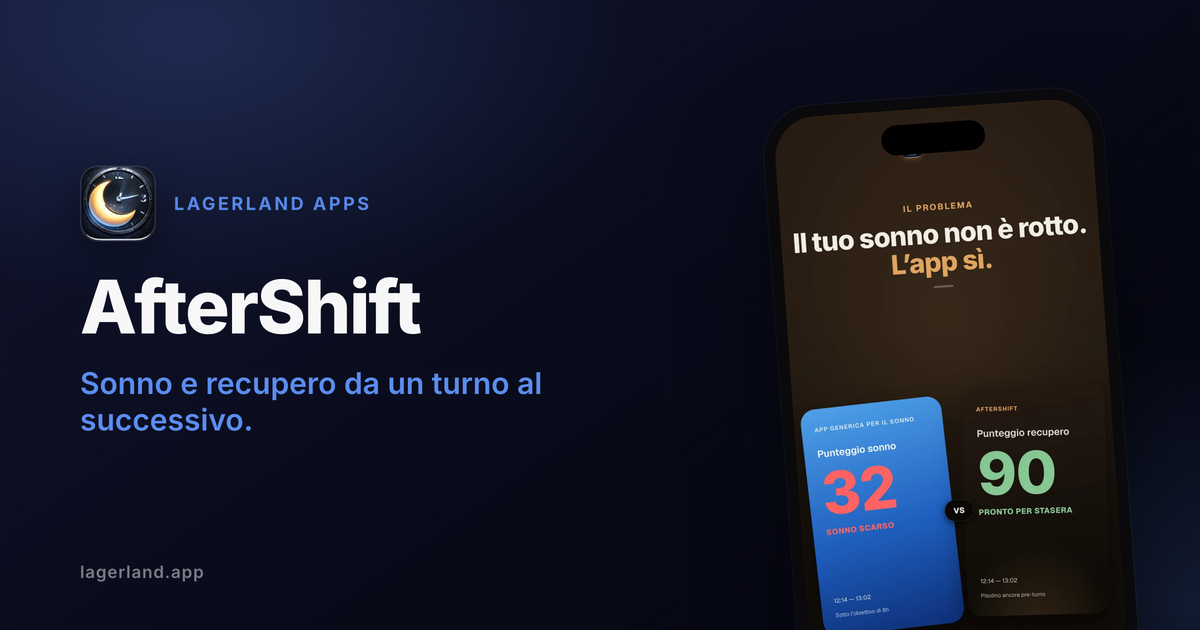 LAGERLAND APPS
AfterShift
Sonno e recupero da un turno al
successivo.
lagerland.app
IL PROBLEMA
Il tuo sonno non è rotto.
L'app sì.
APP GENERICA PER IL SONNO
Punteggio sonno
32
SONNO SCARSO
12:14 — 13:02
Sotto l'obiettivo di 8h
VS
AFTERSHIFT
Punteggio recupero
90
PRONTO PER STASERA
12:14 — 13:02
Pisolino ancora pre-turno